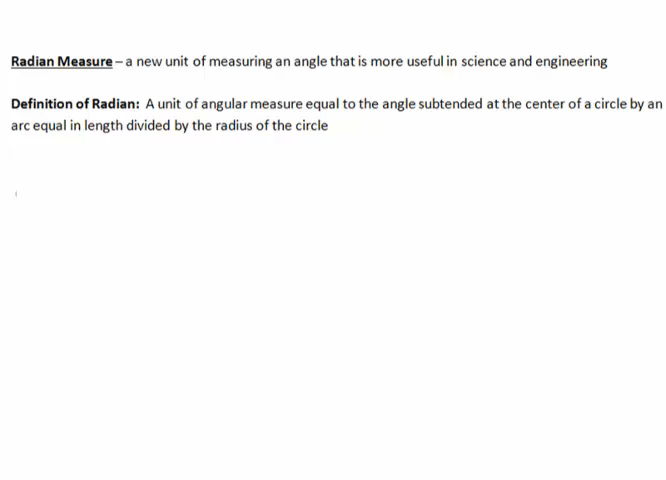 Radian Measure – a new unit of measuring an angle that is more useful in science and engineering
Definition of Radian: A unit of angular measure equal to the angle subtended at the center of a circle by an
arc equal in length divided by the radius of the circle